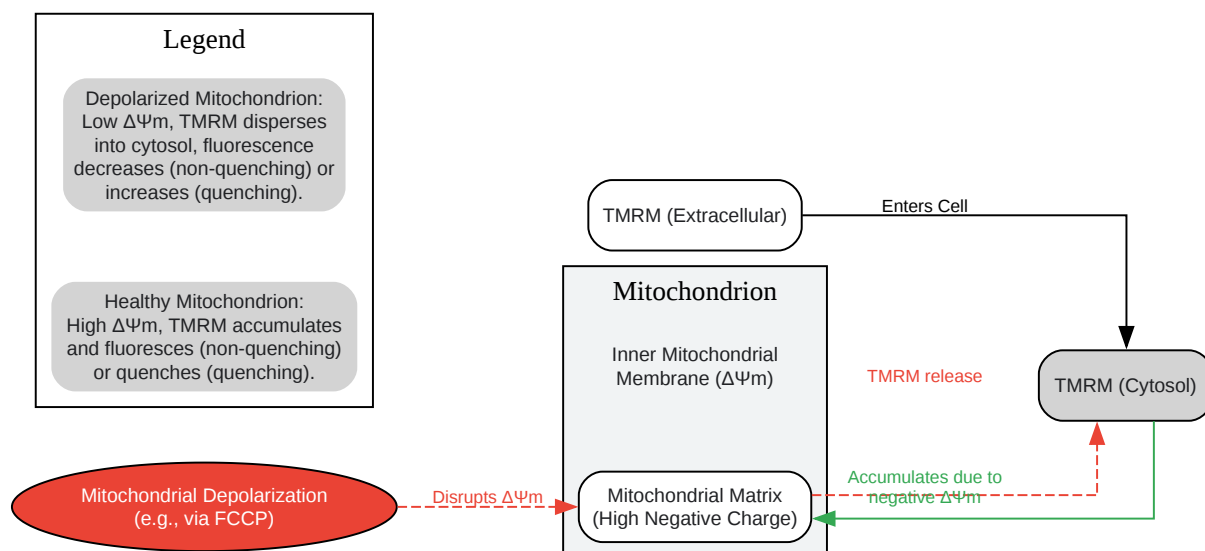 Legend
Depolarized Mitochondrion:
Low ΔΨm, TMRM disperses
into cytosol, fluorescence
decreases (non-quenching) or
increases (quenching).
Healthy Mitochondrion:
High ΔΨm, TMRM accumulates
and fluoresces (non-quenching)
or quenches (quenching).
TMRM (Extracellular)
Enters Cell
Mitochondrion
Inner Mitochondrial
Membrane (ΔΨm)
TMRM release
TMRM (Cytosol)
Mitochondrial Depolarization
(e.g., via FCCP)
Disrupts ΔΨm
Mitochondrial Matrix
(High Negative Charge)
Accumulates due to
negative ΔΨm